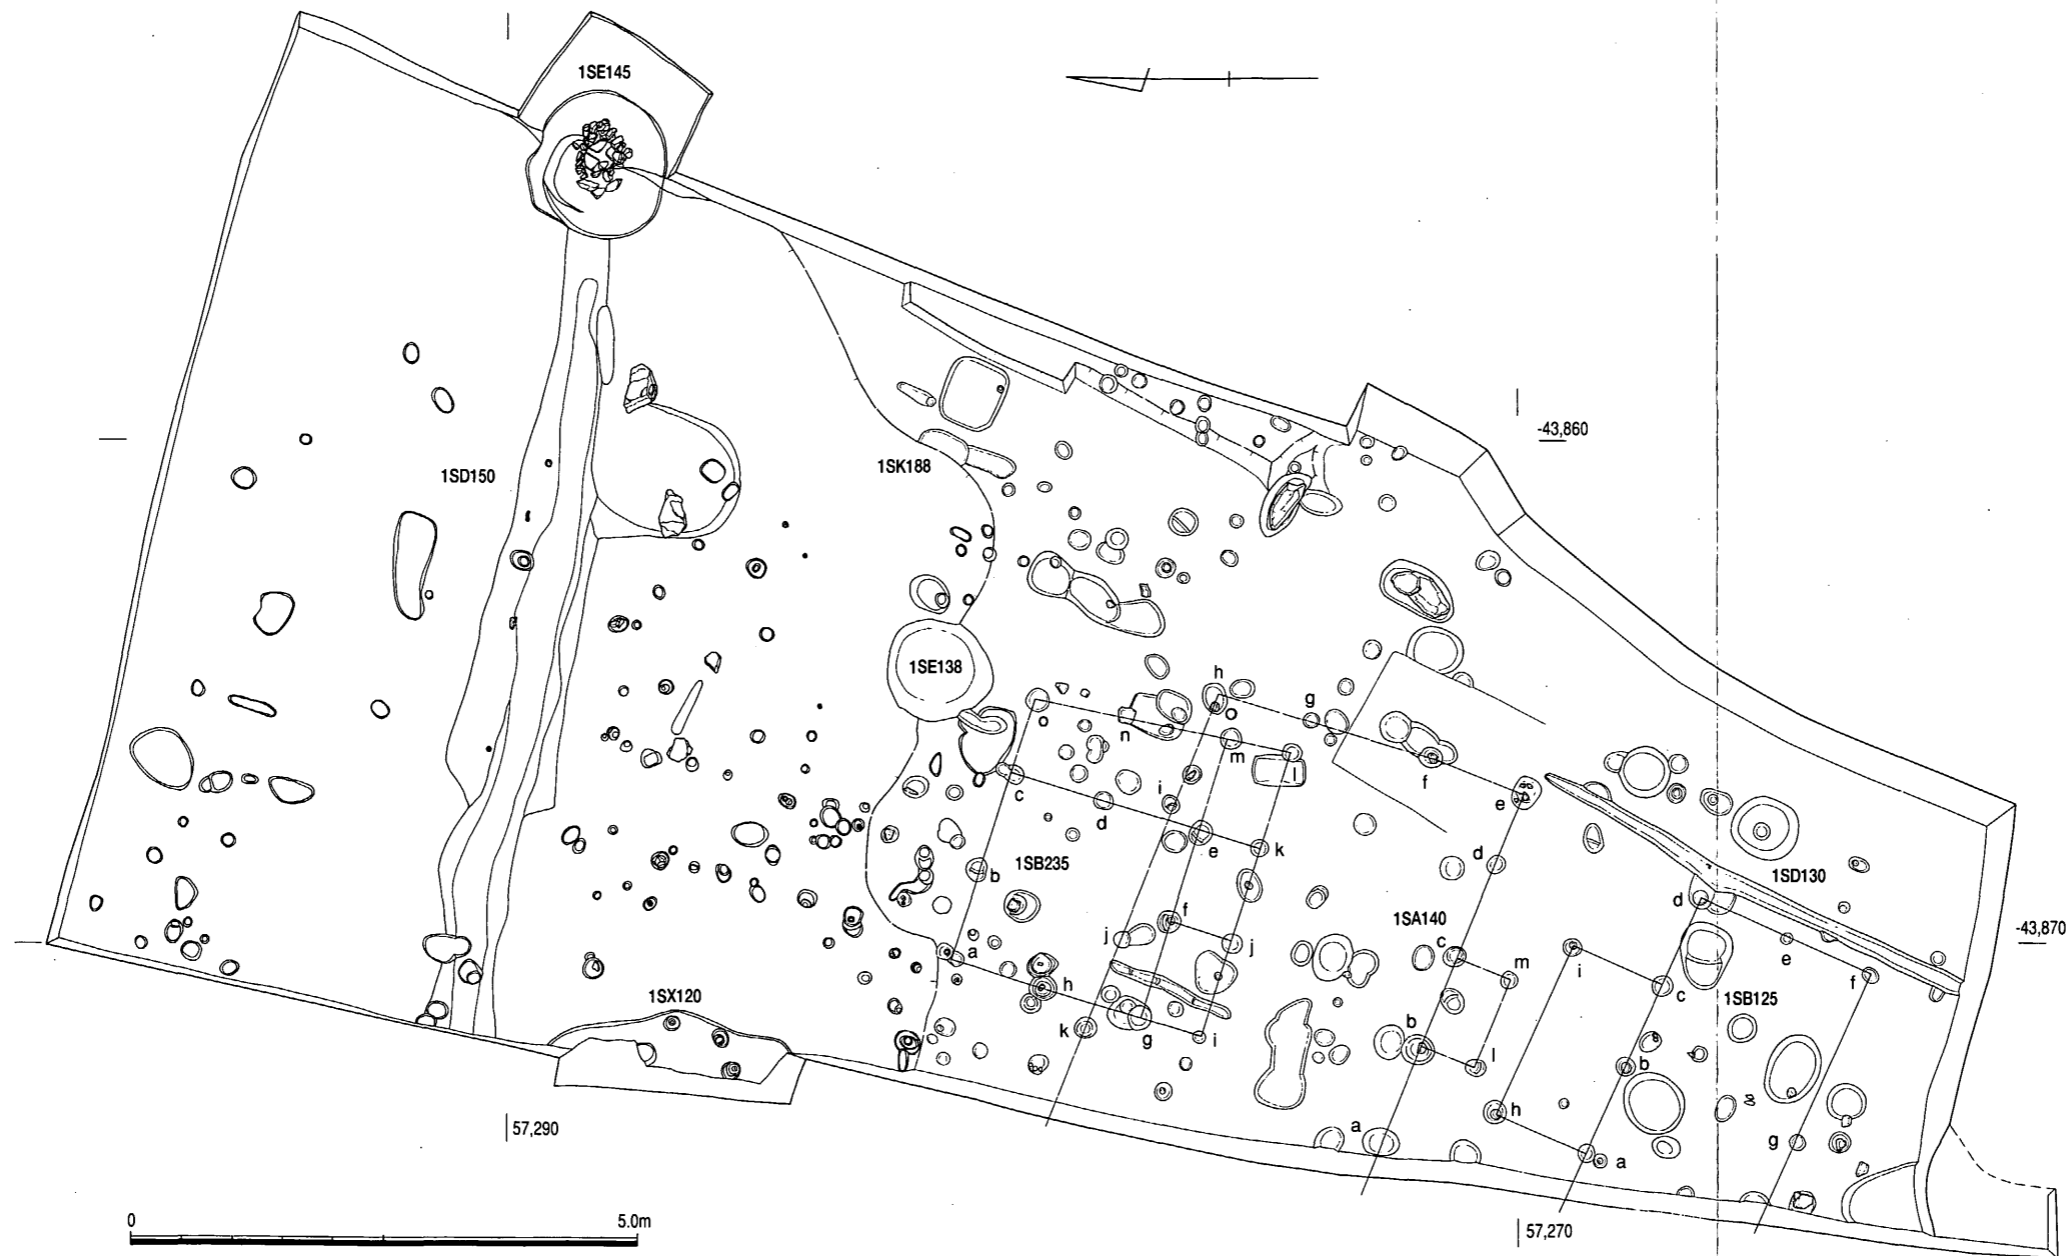 1SE145
-43,860
1SD150
1SK188
1SE138
h
o
g
o
n
m
l
f
e
i
c
d
e
k
1SB235
b
d
1SD130
1SA140
d
f
j
j
c
e
-43,870
a
m
i
f
h
c
1SX120
1SB125
k
g
i
b
l
b
h
g
57,290
a
a
0
5.0m
57,270